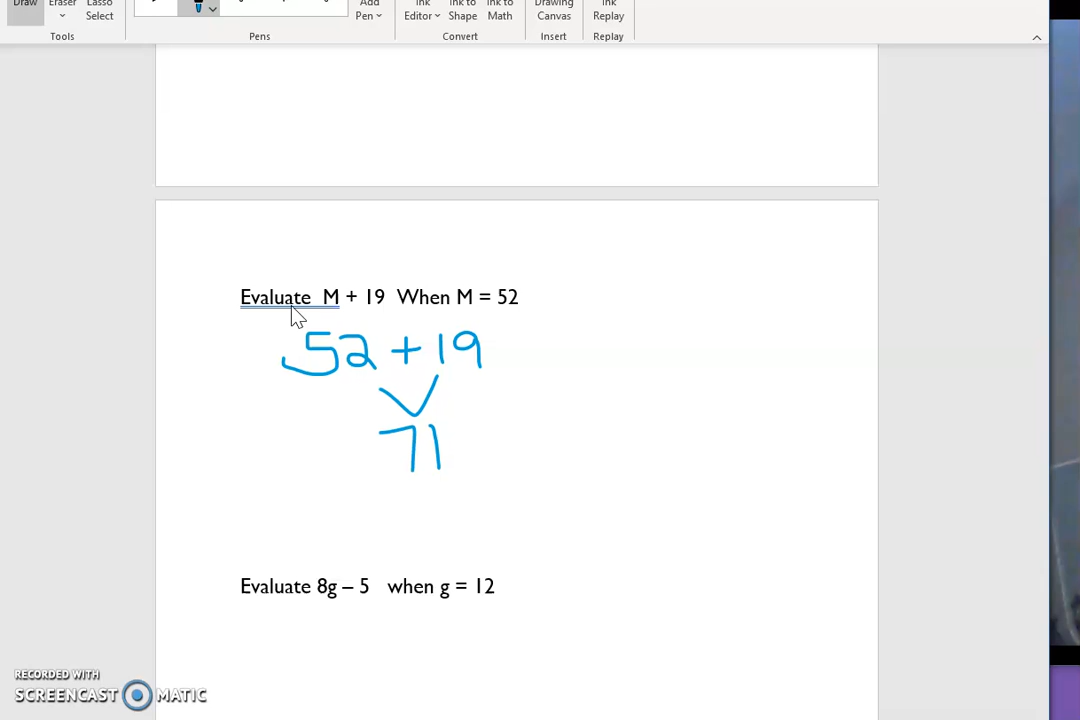 Draw
Eraser
Lasso
Select
Add
Pen
Ink
Editor
Ink to
Shape
Ink to
Math
Drawing
Canvas
Ink
Replay
Tools
Pens
Convert
Insert
Replay
Evaluate M + 19 When M = 52
52 + 19
71
Evaluate 8g – 5 when g = 12
RECORDED WITH
SCREENCAST MATIC